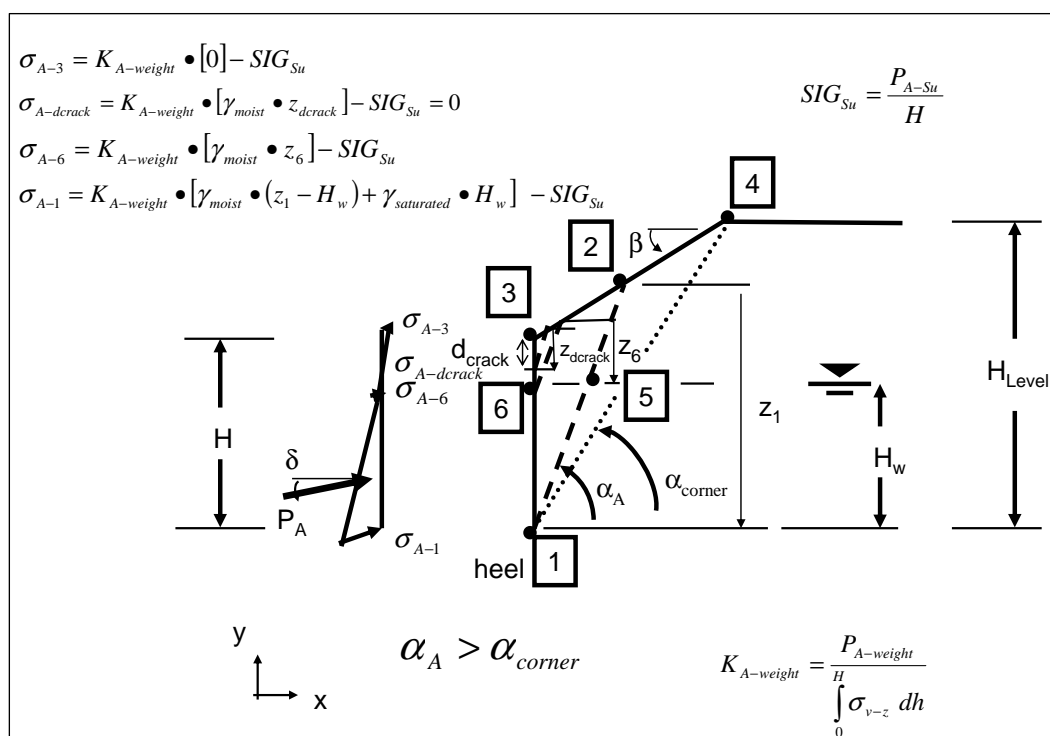 σ_{A-3} = K_{A-weight} • [0] - SIG_{Su}
σ_{A-dcrack} = K_{A-weight} • [γ_{moist} • z_{dcrack}] - SIG_{Su} = 0
σ_{A-6} = K_{A-weight} • [γ_{moist} • z_6] - SIG_{Su}
σ_{A-1} = K_{A-weight} • [γ_{moist} • (z_1 - H_w) + γ_{saturated} • H_w] - SIG_{Su}
SIG_{Su} = P_{A-Su} / H
4
β
2
3
σ_{A-3}
d_{crack}
z_{dcrack}
z_6
σ_{A-dcrack}
σ_{A-6}
6
5
H_{Level}
z_1
H
H_w
δ
α_{corner}
α_A
P_A
σ_{A-1}
1
heel
y
x
α_A > α_{corner}
K_{A-weight} = P_{A-weight} / ∫_0^H σ_{v-z} dh